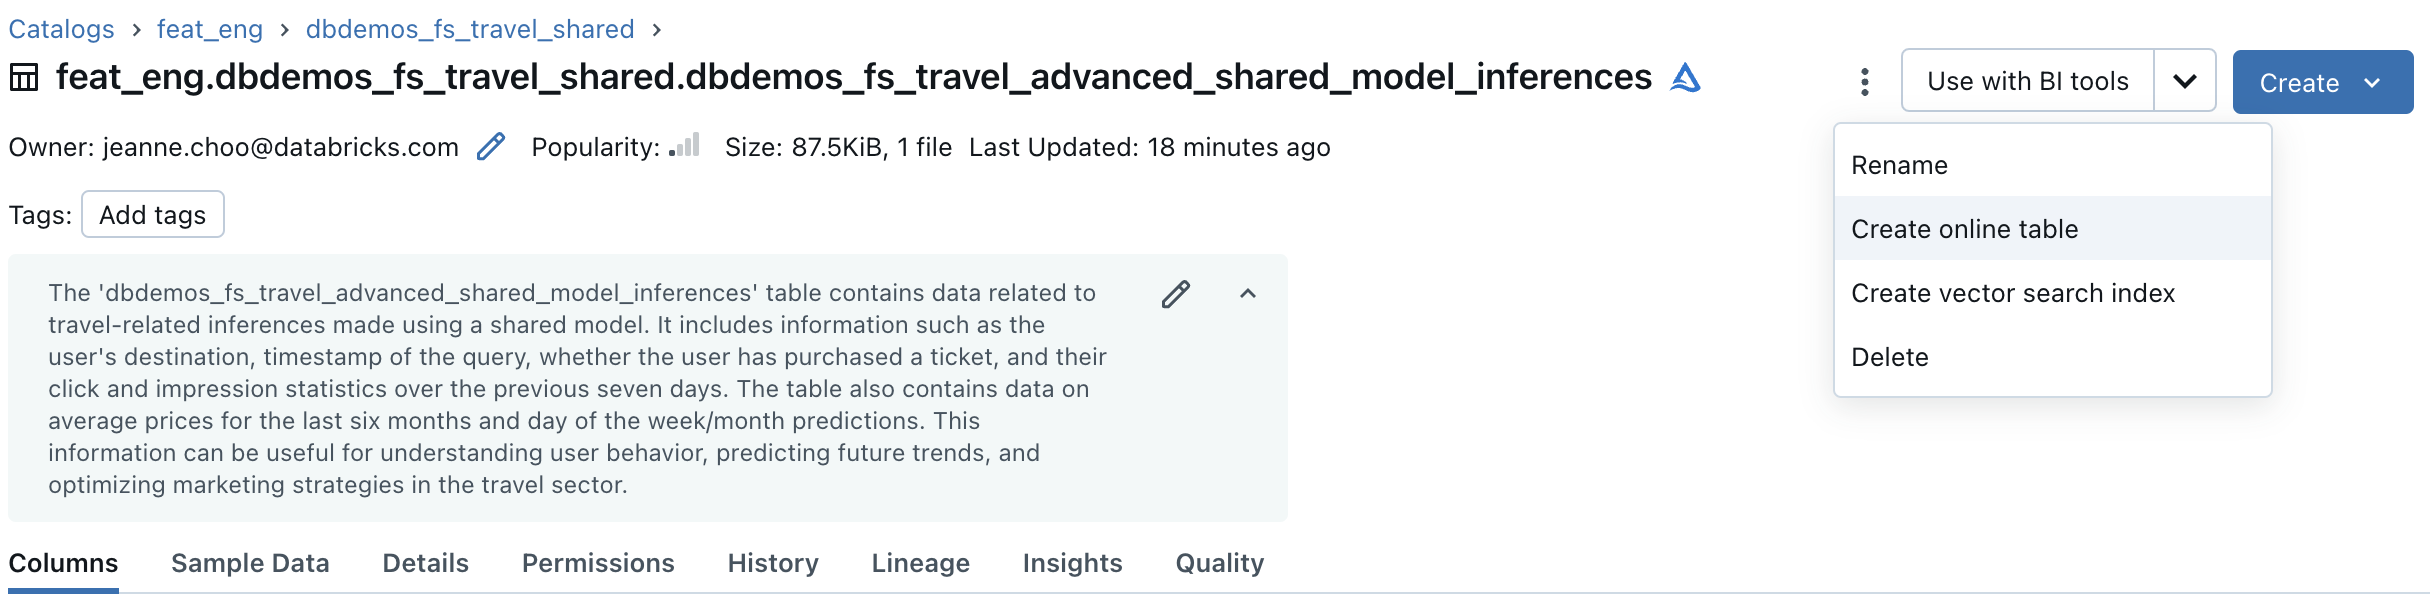 Catalogs > feat_eng > dbdemos_fs_travel_shared >
feat_eng.dbdemos_fs_travel_shared.dbdemos_fs_travel_advanced_shared_model_inferences
Use with BI tools
Create
Owner: jeanne.choo@databricks.com Popularity: Size: 87.5KiB, 1 file Last Updated: 18 minutes ago
Rename
Create online table
Create vector search index
Delete
Tags: Add tags
The 'dbdemos_fs_travel_advanced_shared_model_inferences' table contains data related to
travel-related inferences made using a shared model. It includes information such as the
user's destination, timestamp of the query, whether the user has purchased a ticket, and their
click and impression statistics over the previous seven days. The table also contains data on
average prices for the last six months and day of the week/month predictions. This
information can be useful for understanding user behavior, predicting future trends, and
optimizing marketing strategies in the travel sector.
Columns Sample Data Details Permissions History Lineage Insights Quality